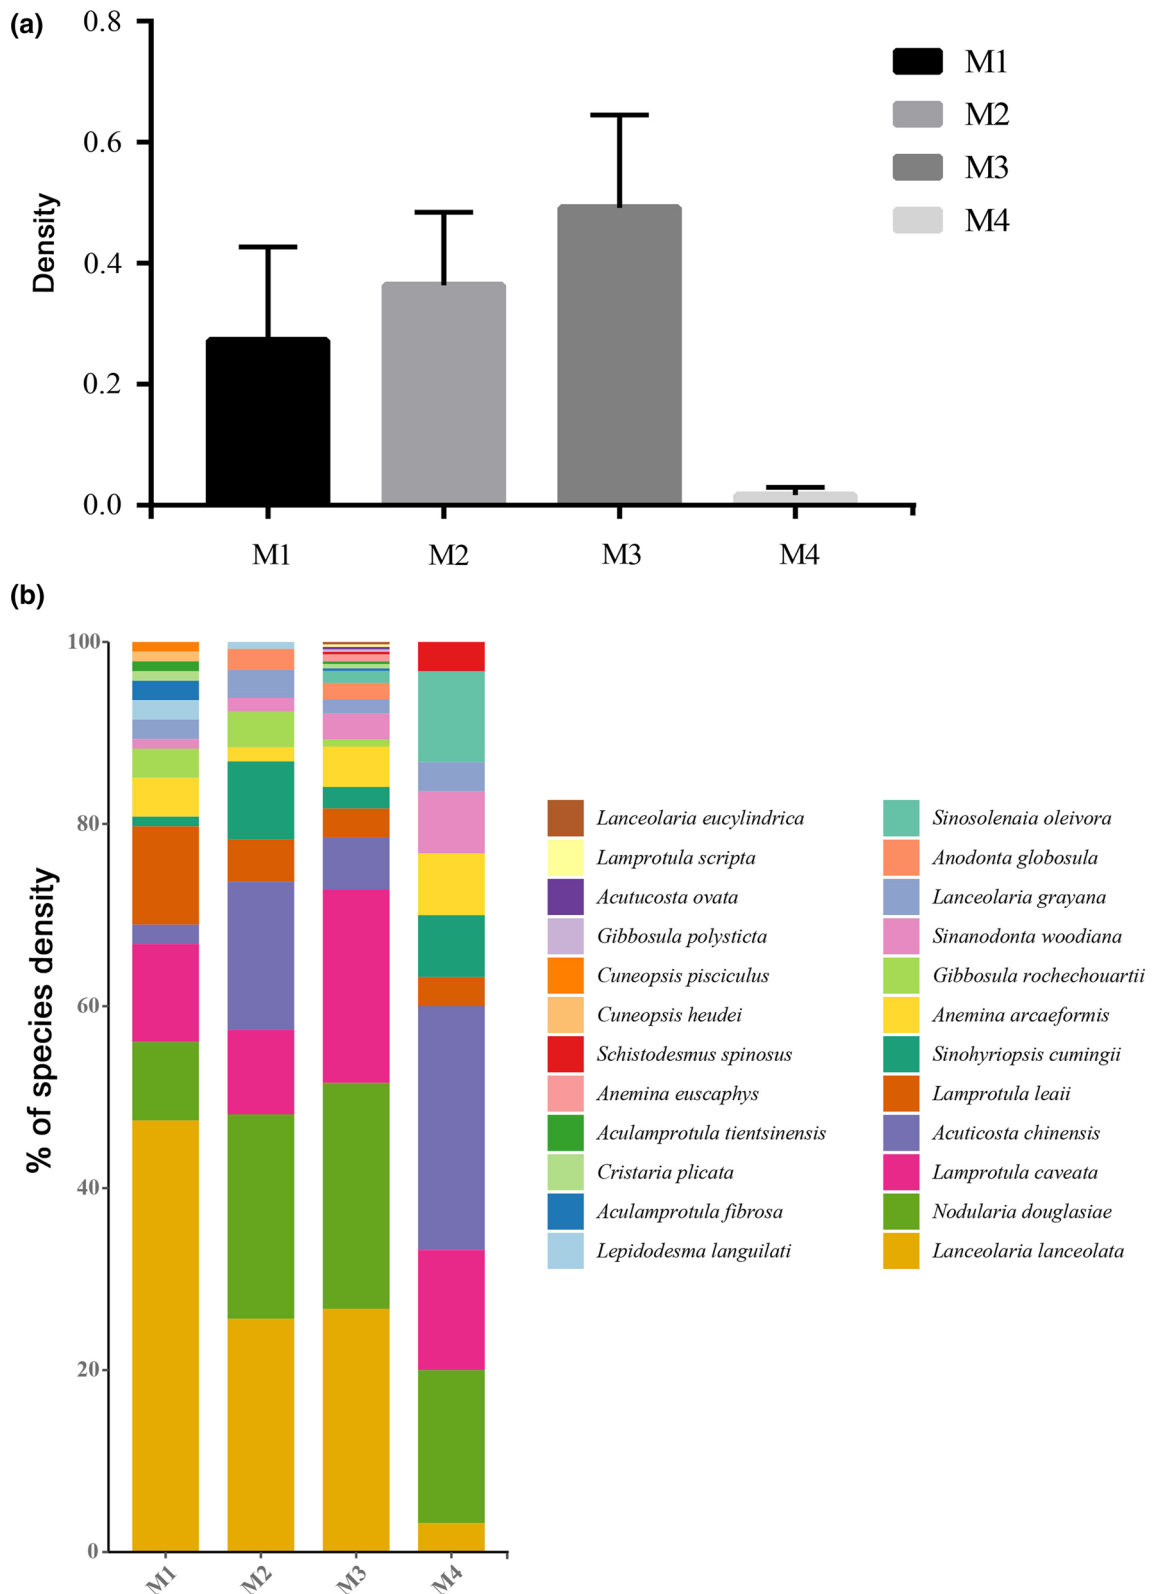 (a)
0.8
0.6
0.4
0.2
0.0
Density
M1
M2
M3
M4
M1
M2
M3
M4
(b)
100
80
60
40
20
0
% of species density
M1
M2
M3
M4
Lanceolaria eucylindrica
Lamprotula scripta
Acutucosta ovata
Gibbosula polysticta
Cuneopsis pisciculus
Cuneopsis heudei
Schistodesmus spinosus
Anemina euscaphys
Aculamprotula tientsinensis
Cristaria plicata
Aculamprotula fibrosa
Lepidodesma languilati
Sinosolenaia oleivora
Anodonta globosula
Lanceolaria grayana
Sinanodonta woodiana
Gibbosula rochechouartii
Anemina arcaeformis
Sinohyriopsis cumingii
Lamprotula leaii
Acuticosta chinensis
Lamprotula caveata
Nodularia douglasiae
Lanceolaria lanceolata